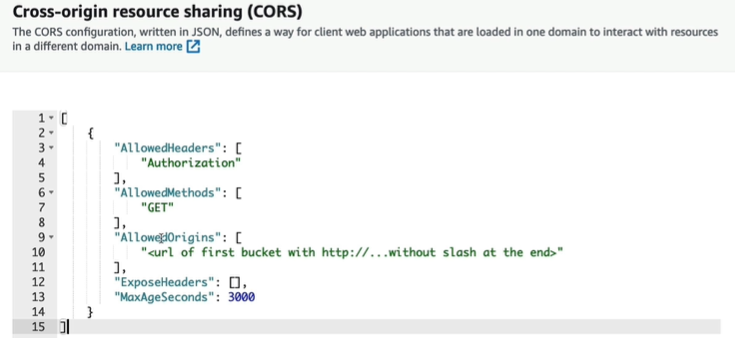 Cross-origin resource sharing (CORS)
The CORS configuration, written in JSON, defines a way for client web applications that are loaded in one domain to interact with resources
in a different domain. Learn more
1 [
2 {
3 "AllowedHeaders": [
4 "Authorization"
5 ],
6 "AllowedMethods": [
7 "GET"
8 ],
9 "AllowedOrigins": [
10 "<url of first bucket with http://...without slash at the end>"
11 ],
12 "ExposeHeaders": [],
13 "MaxAgeSeconds": 3000
14 }
15 ]